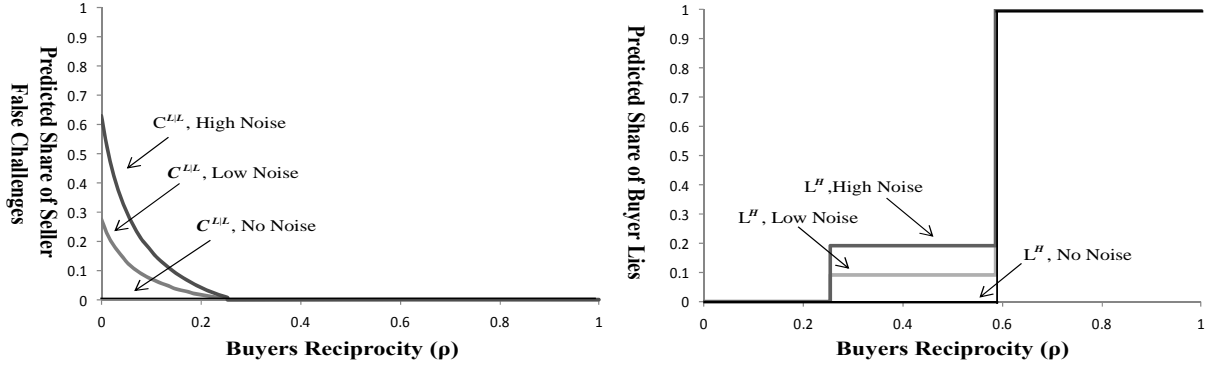 Predicted Share of Seller
False Challenges
1
0.9
0.8
0.7
0.6
0.5
0.4
0.3
0.2
0.1
0
C^{L|L}, High Noise
C^{L|L}, Low Noise
C^{L|L}, No Noise
0 0.2 0.4 0.6 0.8 1
Buyers Reciprocity (ρ)
Predicted Share of Buyer Lies
1
0.9
0.8
0.7
0.6
0.5
0.4
0.3
0.2
0.1
0
L^H,High Noise
L^H, Low Noise
L^H, No Noise
0 0.2 0.4 0.6 0.8 1
Buyers Reciprocity (ρ)